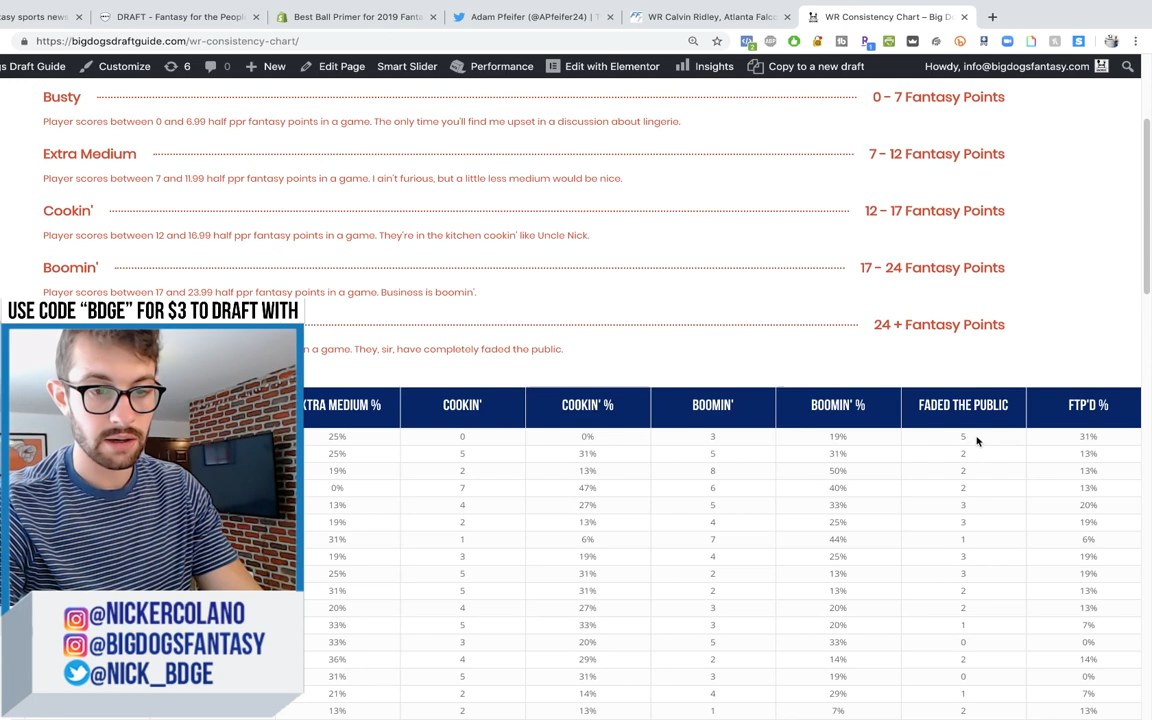 sy sports news
DRAFT - Fantasy for the People
Best Ball Primer for 2019 Fanta
Adam Pfeifer (@APfeifer24) | T
WR Calvin Ridley, Atlanta Falco
WR Consistency Chart – Big D
https://bigdogsdraftguide.com/wr-consistency-chart/
gs Draft Guide Customize 6 0 New Edit Page Smart Slider Performance Edit with Elementor Insights Copy to a new draft Howdy, info@bigdogsfantasy.com
Busty 0 – 7 Fantasy Points
Player scores between 0 and 6.99 half ppr fantasy points in a game. The only time you'll find me upset in a discussion about lingerie.
Extra Medium 7 – 12 Fantasy Points
Player scores between 7 and 11.99 half ppr fantasy points in a game. I ain't furious, but a little less medium would be nice.
Cookin' 12 – 17 Fantasy Points
Player scores between 12 and 16.99 half ppr fantasy points in a game. They're in the kitchen cookin' like Uncle Nick.
Boomin' 17 – 24 Fantasy Points
Player scores between 17 and 23.99 half ppr fantasy points in a game. Business is boomin'.
24 + Fantasy Points
n a game. They, sir, have completely faded the public.
USE CODE “BDGE” FOR $3 TO DRAFT WITH
XTRA MEDIUM % COOKIN' COOKIN' % BOOMIN' BOOMIN' % FADED THE PUBLIC FTP'D %
25% 0 0% 3 19% 5 31%
25% 5 31% 5 31% 2 13%
19% 2 13% 8 50% 2 13%
0% 7 47% 6 40% 2 13%
13% 4 27% 5 33% 3 20%
19% 2 13% 4 25% 3 19%
31% 1 6% 7 44% 1 6%
19% 3 19% 4 25% 3 19%
25% 5 31% 2 13% 3 19%
31% 5 31% 2 13% 2 13%
20% 4 27% 3 20% 2 13%
33% 5 33% 3 20% 1 7%
33% 3 20% 5 33% 0 0%
36% 4 29% 2 14% 2 14%
31% 5 31% 3 19% 0 0%
21% 2 14% 4 29% 1 7%
13% 2 13% 1 7% 2 13%
@NICKERCOLANO
@BIGDOGSFANTASY
@NICK_BDGE